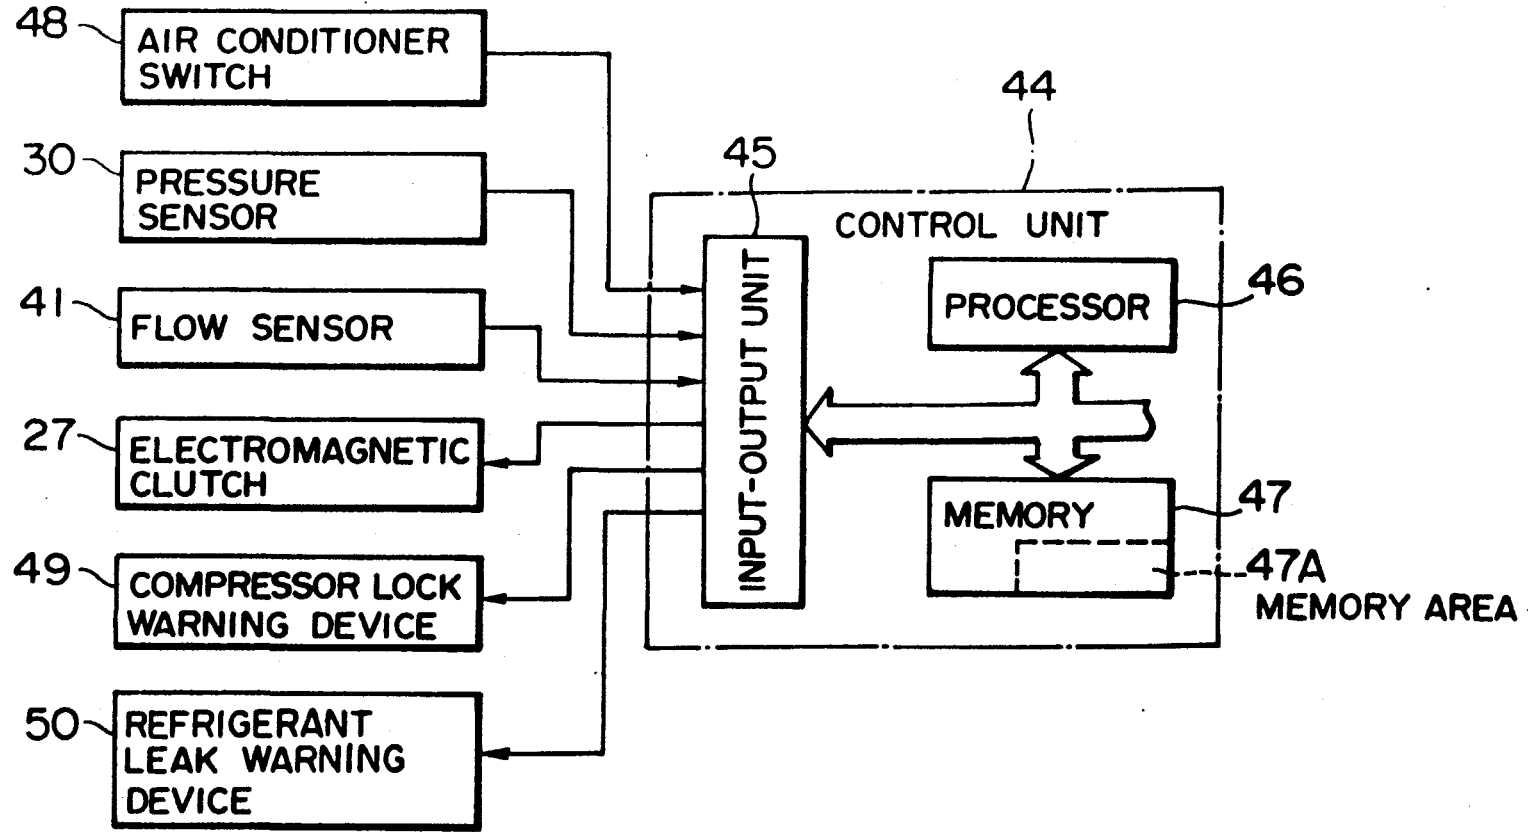 48
AIR CONDITIONER
SWITCH
30
PRESSURE
SENSOR
41
FLOW SENSOR
27
ELECTROMAGNETIC
CLUTCH
49
COMPRESSOR LOCK
WARNING DEVICE
50
REFRIGERANT
LEAK WARNING
DEVICE
44
45
CONTROL UNIT
INPUT-OUTPUT UNIT
PROCESSOR
46
MEMORY
47
47A
MEMORY AREA